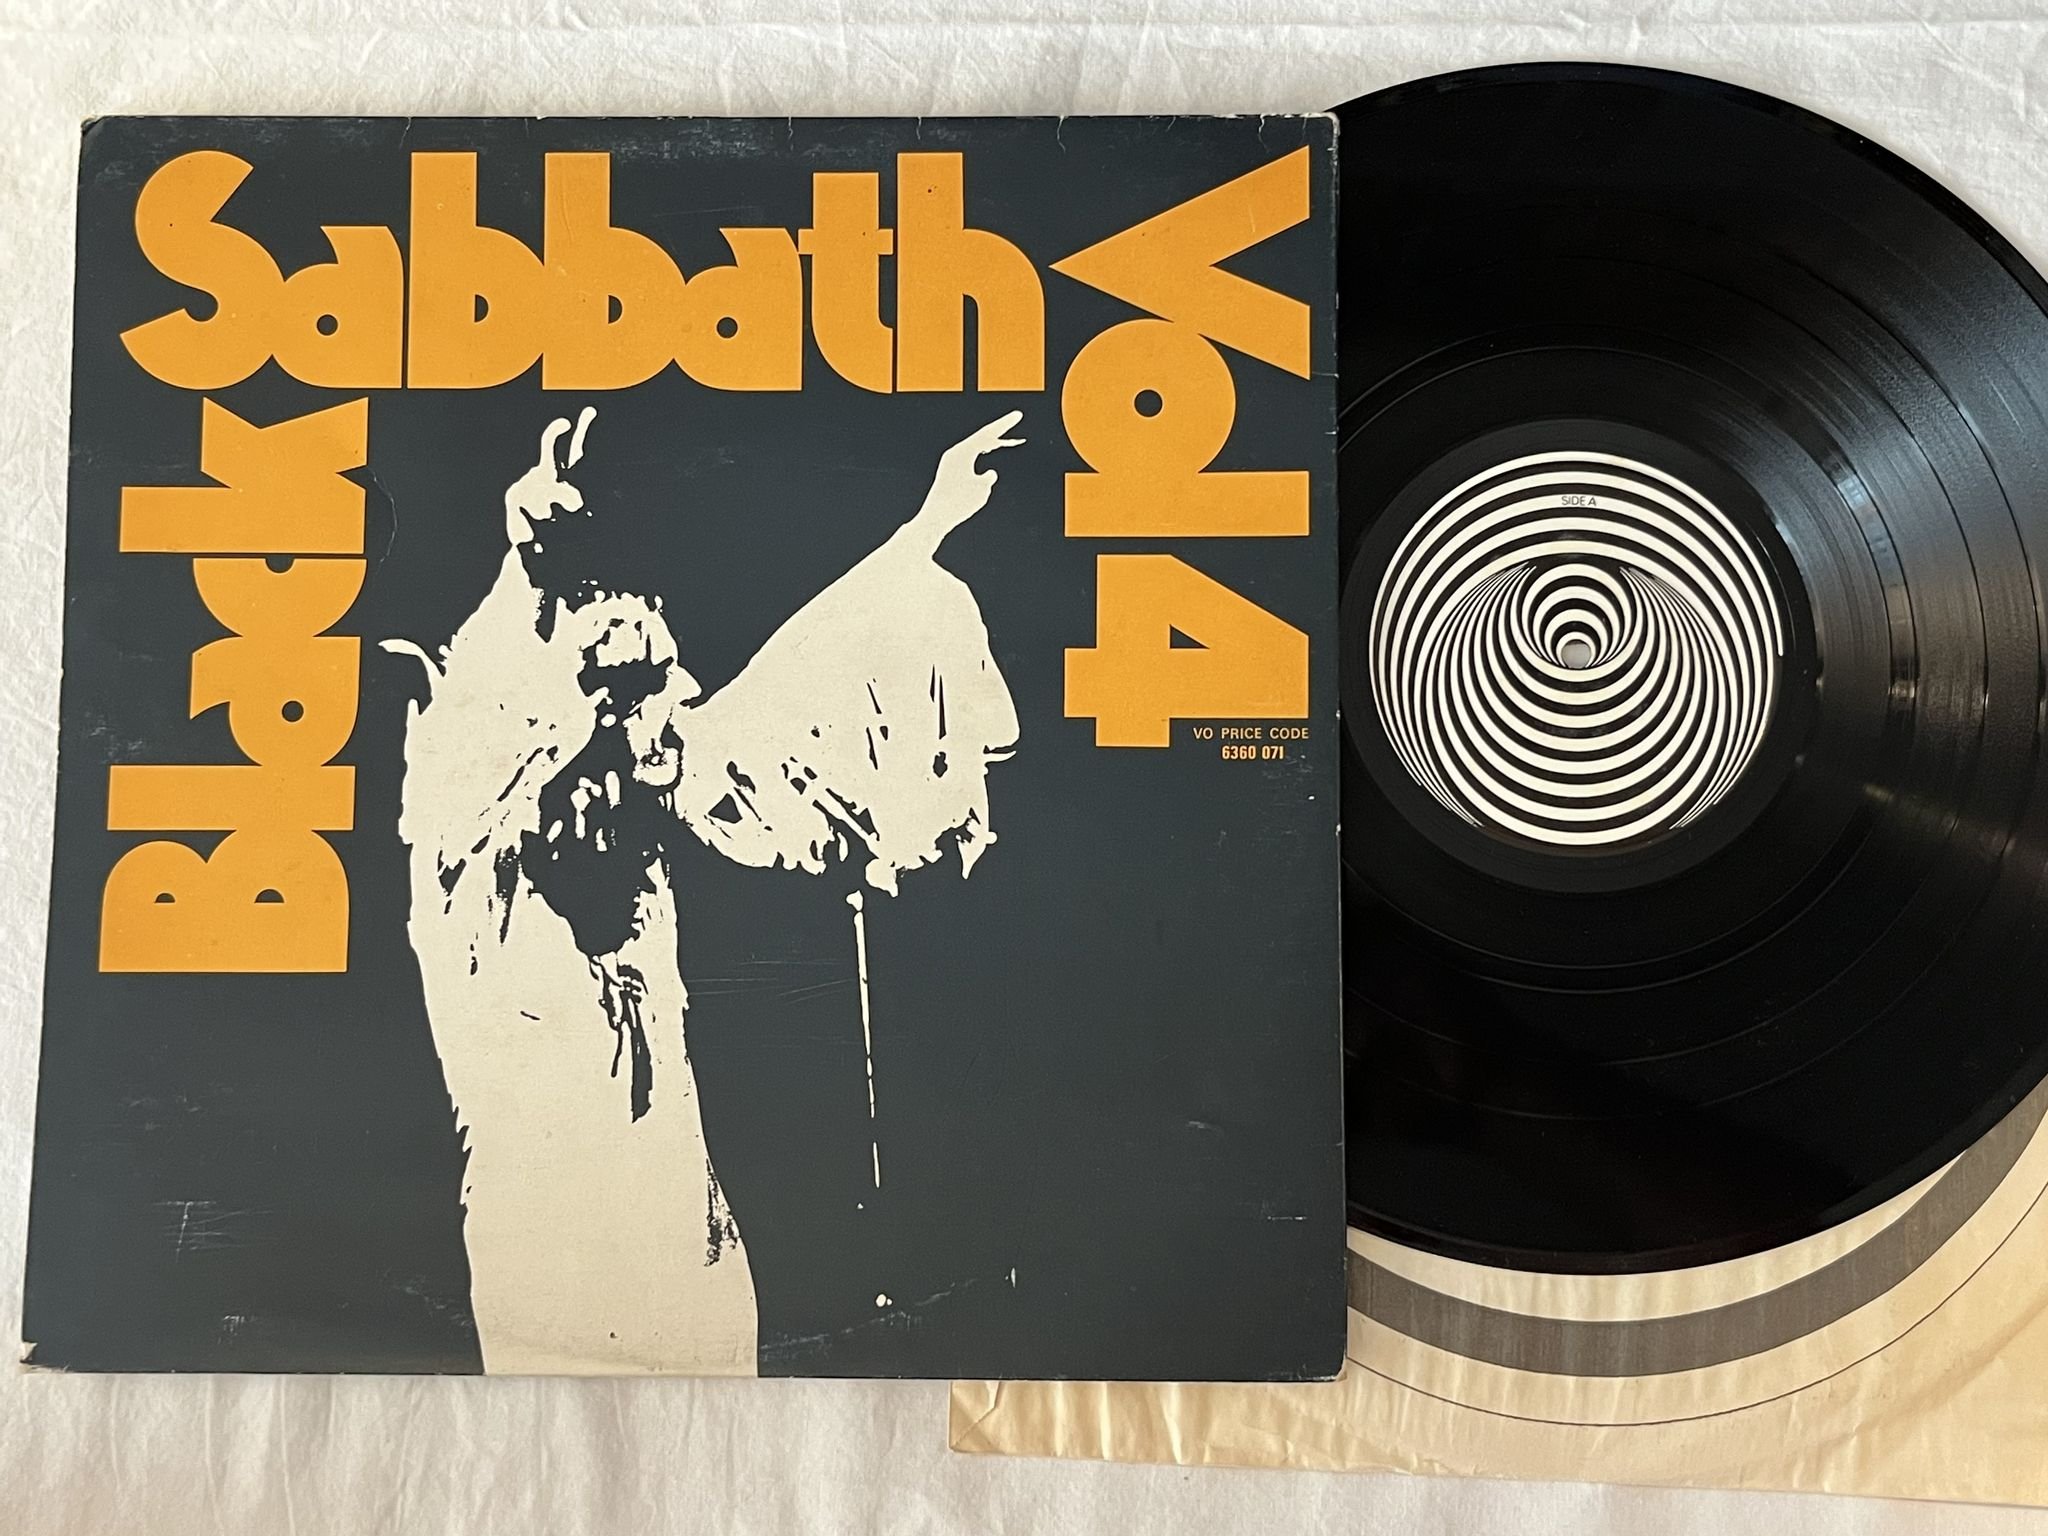 Black
Sabbath
Vol 4
VO PRICE CODE
6360 071
SIDE A